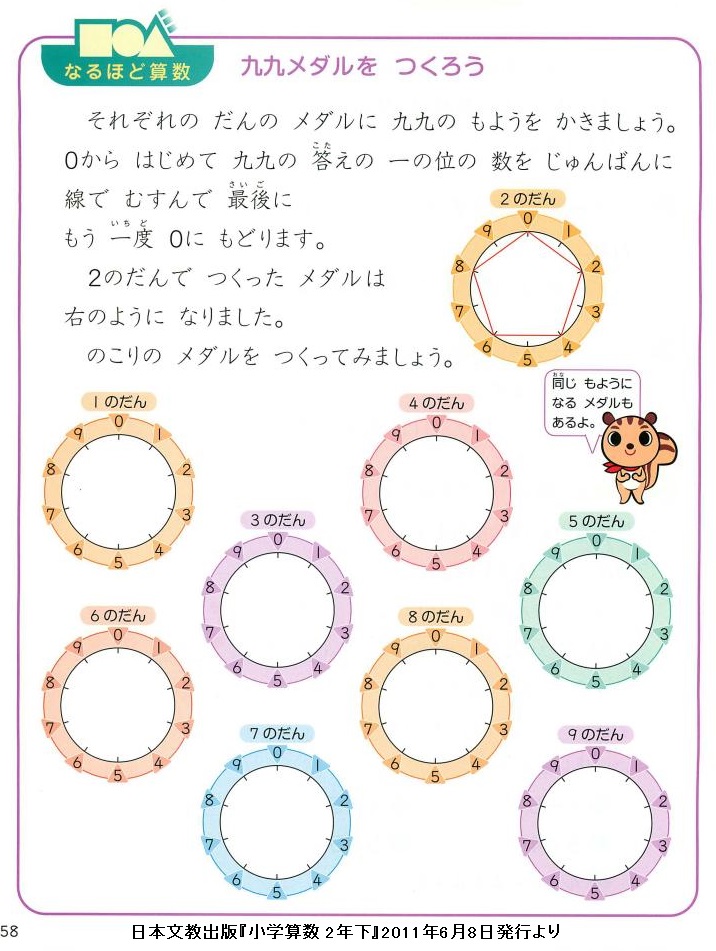 なるほど算数
九九メダルを つくろう
それぞれの だんの メダルに 九九の もようを かきましょう。
0から はじめて 九九の 答えの 一の位の 数を じゅんばんに
線で むすんで 最後に
もう 一度 0に もどります。
2のだんで つくった メダルは
右のように なりました。
のこりの メダルを つくってみましょう。
こた
さいご
いちど
2のだん
0 1 2 3 4 5 6 7 8 9
おな
同じ もように
なる メダルも
あるよ。
1のだん
0 1 2 3 4 5 6 7 8 9
4のだん
0 1 2 3 4 5 6 7 8 9
3のだん
0 1 2 3 4 5 6 7 8 9
5のだん
0 1 2 3 4 5 6 7 8 9
6のだん
0 1 2 3 4 5 6 7 8 9
8のだん
0 1 2 3 4 5 6 7 8 9
7のだん
0 1 2 3 4 5 6 7 8 9
9のだん
0 1 2 3 4 5 6 7 8 9
58
日本文教出版『小学算数 2年下』2011年6月8日発行より